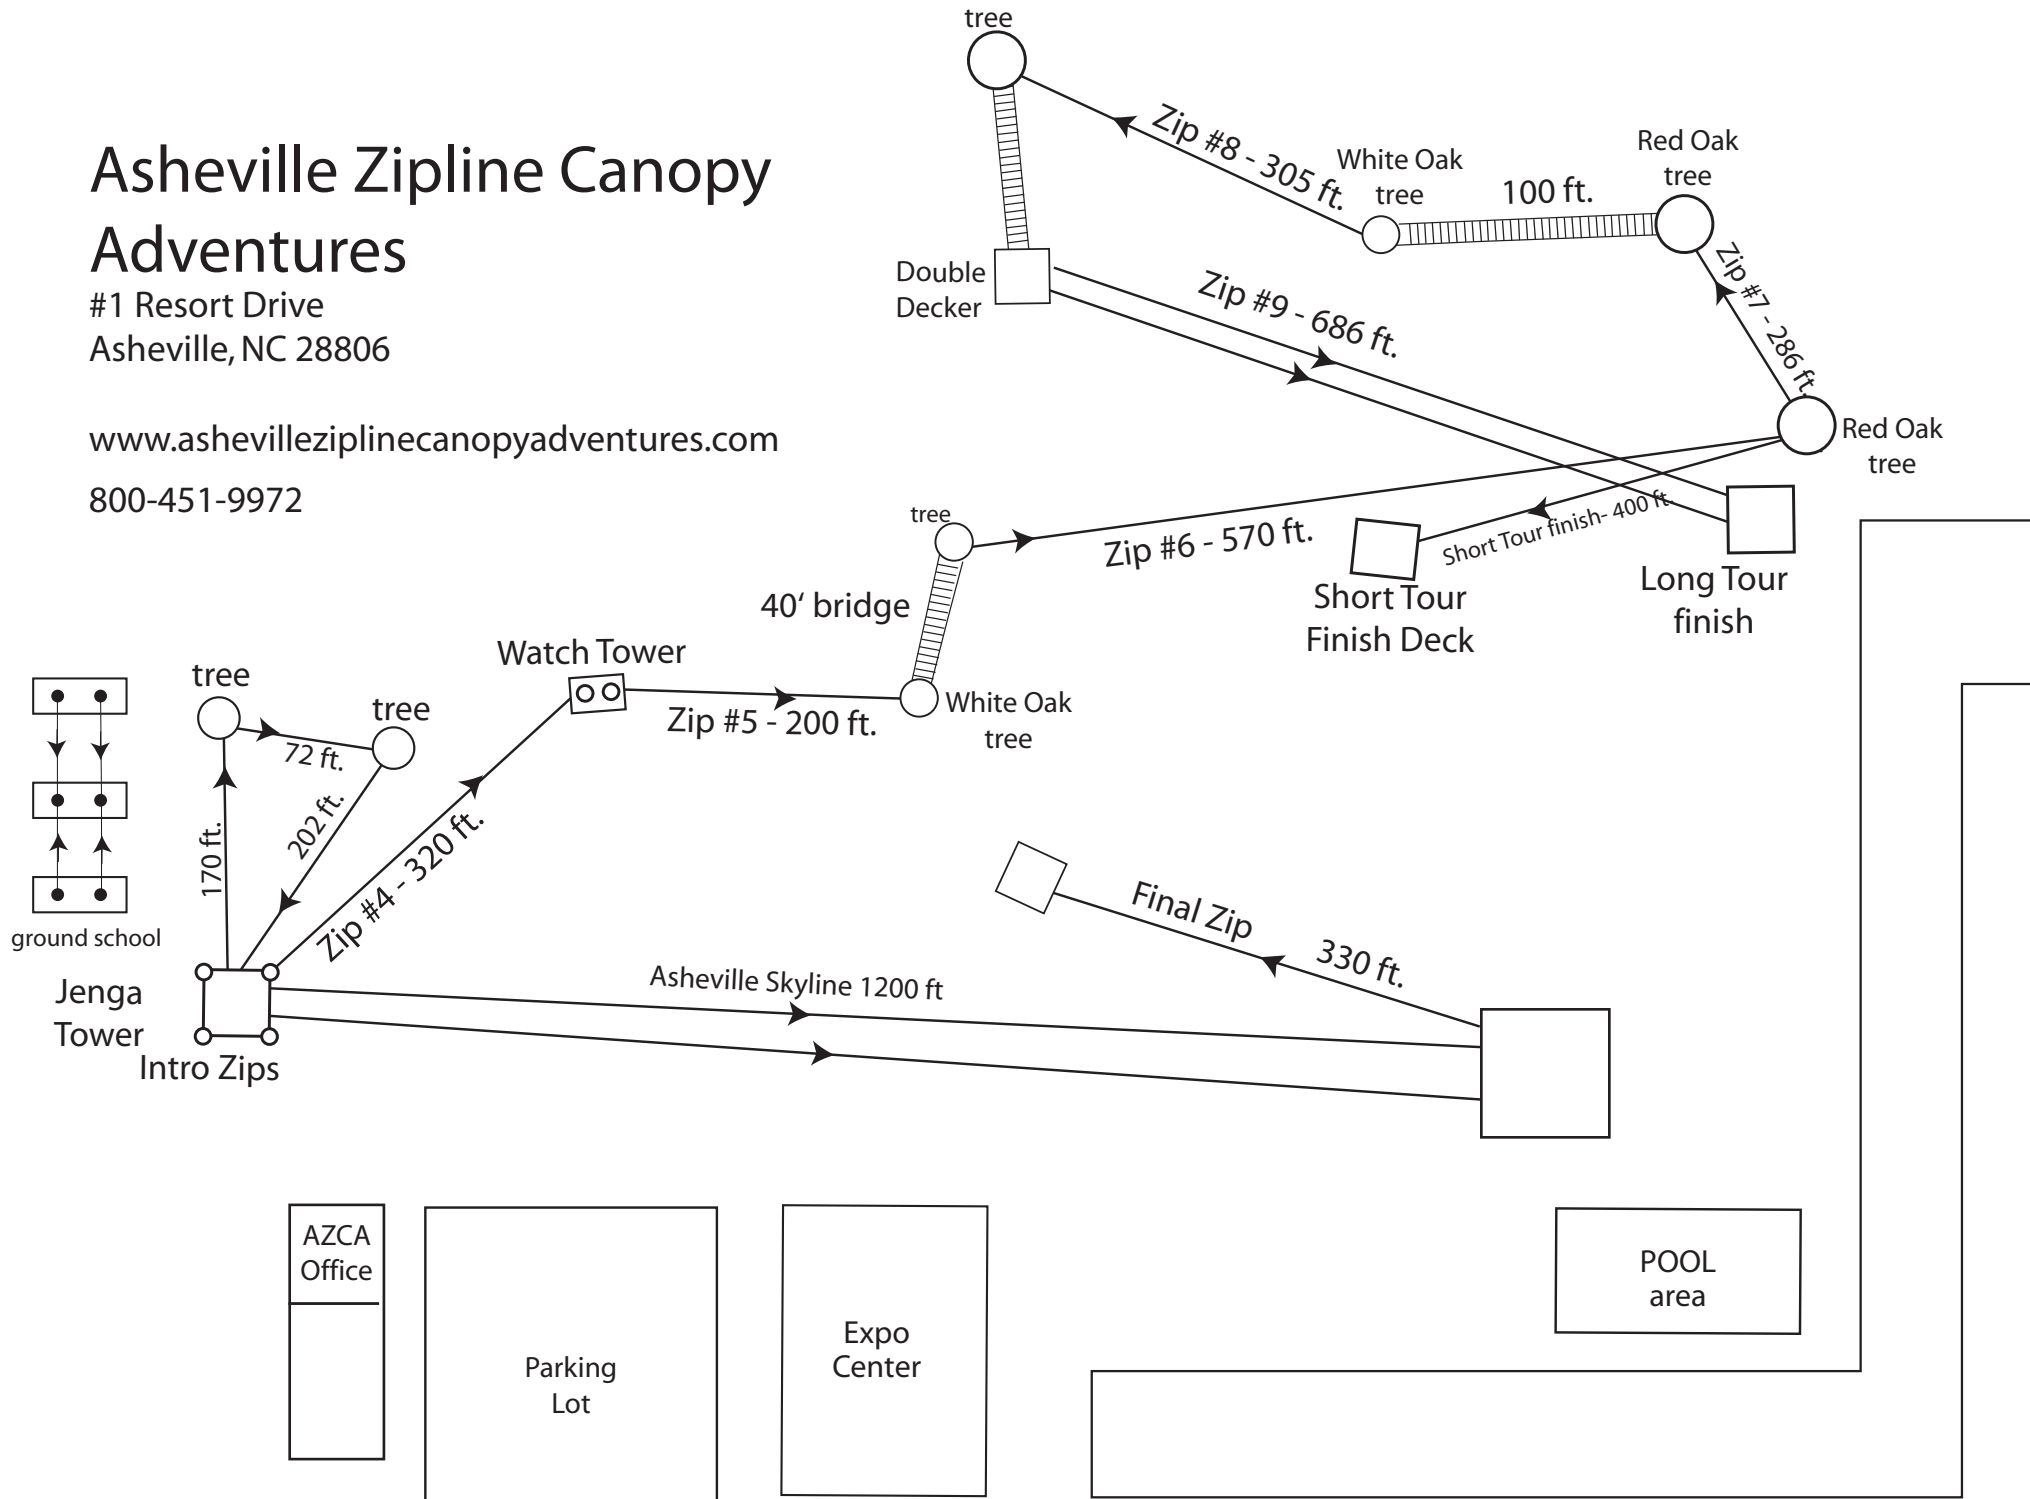 Asheville Zipline Canopy
Adventures
#1 Resort Drive
Asheville, NC 28806
www.ashevilleziplinecanopyadventures.com
800-451-9972
tree
Zip #8 - 305 ft.
White Oak
tree
100 ft.
Red Oak
tree
Zip #7 - 286 ft.
Double
Decker
Zip #9 - 686 ft.
Red Oak
tree
tree
Zip #6 - 570 ft.
Short Tour finish- 400 ft.
Short Tour
Finish Deck
Long Tour
finish
40‘ bridge
Watch Tower
Zip #5 - 200 ft.
White Oak
tree
tree
tree
72 ft.
202 ft.
170 ft.
Zip #4 - 320 ft.
ground school
Jenga
Tower
Intro Zips
Asheville Skyline 1200 ft
Final Zip
330 ft.
AZCA
Office
Parking
Lot
Expo
Center
POOL
area